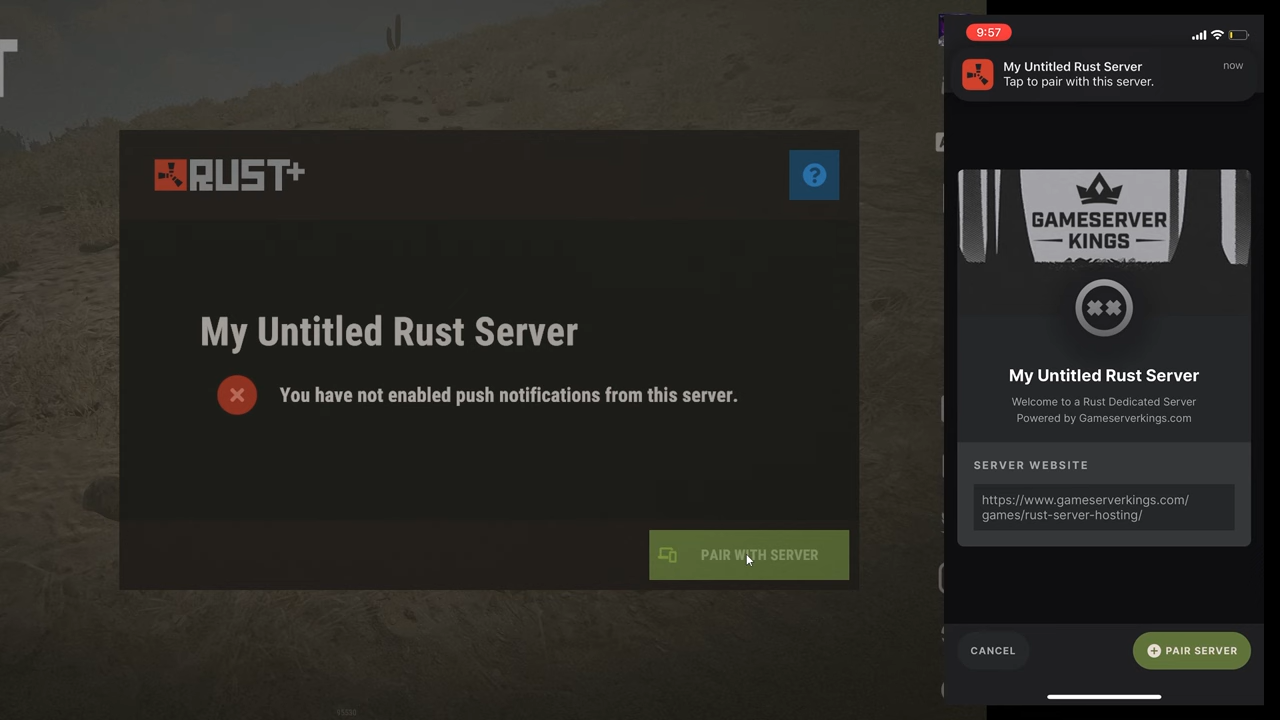 T
RUST+
My Untitled Rust Server
You have not enabled push notifications from this server.
PAIR WITH SERVER
9:57
My Untitled Rust Server
now
Tap to pair with this server.
GAMESERVER
KINGS
My Untitled Rust Server
Welcome to a Rust Dedicated Server
Powered by Gameserverkings.com
SERVER WEBSITE
https://www.gameserverkings.com/
games/rust-server-hosting/
CANCEL
PAIR SERVER